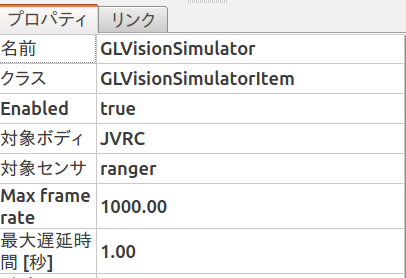 プロパティ リンク
名前 GLVisionSimulator
クラス GLVisionSimulatorItem
Enabled true
対象ボディ JVRC
対象センサ ranger
Max frame
rate 1000.00
最大遅延時
間 [秒] 1.00